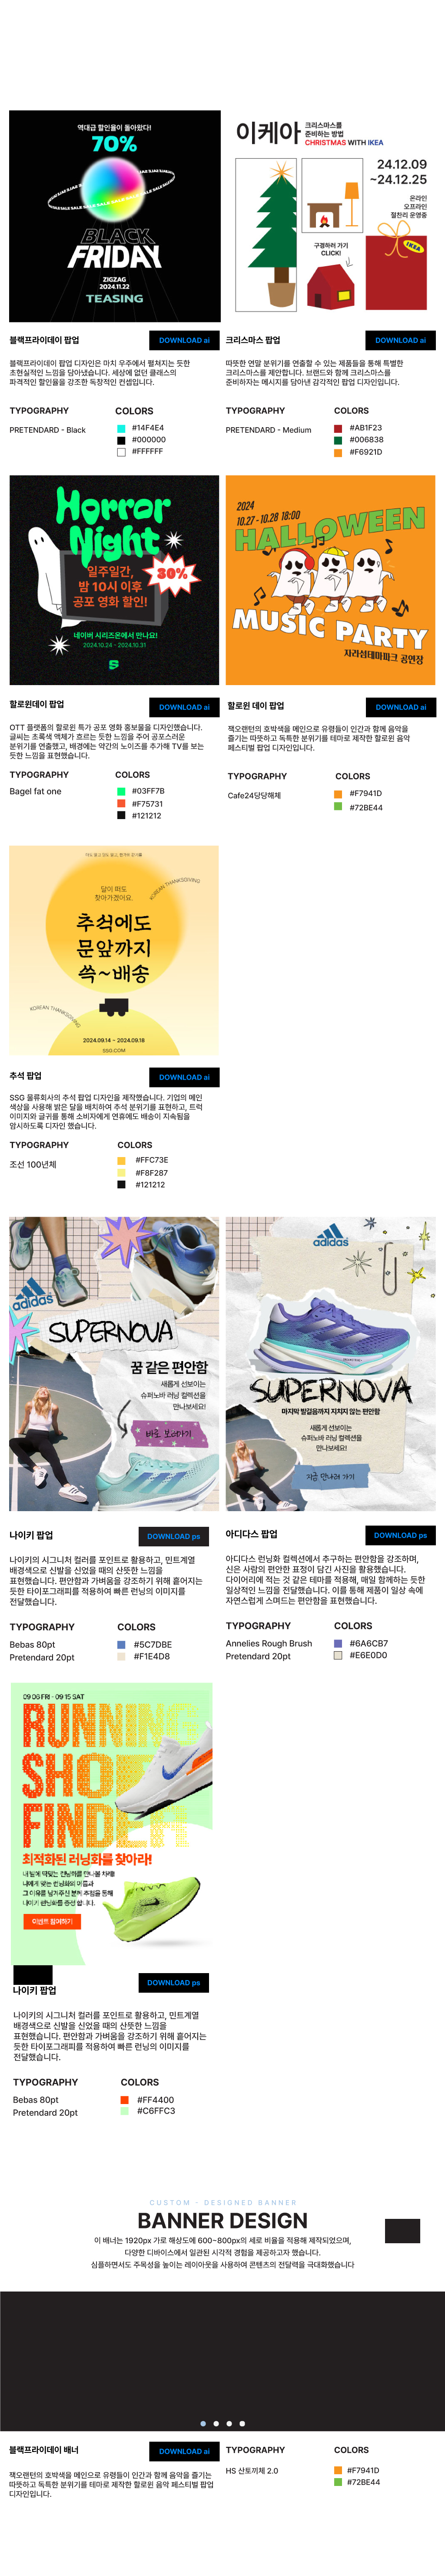 역대급 할인율이 돌아왔다!
70%
BLACK
FRIDAY
ZIGZAG
2024.11.22
TEASING
이케아
크리스마스를
준비하는 방법
CHRISTMAS WITH IKEA
24.12.09
~24.12.25
온라인
오프라인
절찬리 운영중
구경하러 가기
CLICK!
IKEA
블랙프라이데이 팝업
DOWNLOAD ai
블랙프라이데이 팝업 디자인은 마치 우주에서 펼쳐지는 듯한
초현실적인 느낌을 담아냈습니다. 세상에 없던 클래스의
파격적인 할인율을 강조한 독창적인 컨셉입니다.
TYPOGRAPHY
COLORS
PRETENDARD - Black
#14F4E4
#000000
#FFFFFF
크리스마스 팝업
DOWNLOAD ai
따뜻한 연말 분위기를 연출할 수 있는 제품들을 통해 특별한
크리스마스를 제안합니다. 브랜드와 함께 크리스마스를
준비하자는 메시지를 담아낸 감각적인 팝업 디자인입니다.
TYPOGRAPHY
COLORS
PRETENDARD - Medium
#AB1F23
#006838
#F6921D
Horror
Night
일주일간,
밤 10시 이후
공포 영화 할인!
30%
네이버 시리즈온에서 만나요!
2024.10.24 - 2024.10.31
2024
10.27 - 10.28 18:00
HALLOWEEN
MUSIC PARTY
자라섬테마파크 공연장
할로윈데이 팝업
DOWNLOAD ai
OTT 플랫폼의 할로윈 특가 공포 영화 홍보물을 디자인했습니다.
글씨는 초록색 액체가 흐르는 듯한 느낌을 주어 공포스러운
분위기를 연출했고, 배경에는 약간의 노이즈를 추가해 TV를 보는
듯한 느낌을 표현했습니다.
TYPOGRAPHY
COLORS
Bagel fat one
#03FF7B
#F75731
#121212
할로윈 데이 팝업
DOWNLOAD ai
잭오랜턴의 호박색을 메인으로 유령들이 인간과 함께 음악을
즐기는 따뜻하고 독특한 분위기를 테마로 제작한 할로윈 음악
페스티벌 팝업 디자인입니다.
TYPOGRAPHY
COLORS
Cafe24당당해체
#F7941D
#72BE44
달이 떠도
찾아가겠어요.
KOREAN THANKSGIVING
추석에도
문앞까지
쓱~배송
KOREAN THANKSGIVING
2024.09.14 ~ 2024.09.18
SSG.COM
추석 팝업
DOWNLOAD ai
SSG 물류회사의 추석 팝업 디자인을 제작했습니다. 기업의 메인
색상을 사용해 밝은 달을 배치하여 추석 분위기를 표현하고, 트럭
이미지와 글귀를 통해 소비자에게 연휴에도 배송이 지속됨을
암시하도록 디자인 했습니다.
TYPOGRAPHY
COLORS
조선 100년체
#FFC73E
#F8F287
#121212
adidas
SUPERNOVA
꿈 같은 편안함
새롭게 선보이는
슈퍼노바 러닝 컬렉션을
만나보세요!
바로 보러가기
adidas
SUPERNOVA
마지막 발걸음까지 지치지 않는 편안함
새롭게 선보이는
슈퍼노바 러닝 컬렉션을
만나보세요!
지금 만나러 가기
나이키 팝업
DOWNLOAD ps
나이키의 시그니처 컬러를 포인트로 활용하고, 민트계열
배경색으로 신발을 신었을 때의 산뜻한 느낌을
표현했습니다. 편안함과 가벼움을 강조하기 위해 흩어지는
듯한 타이포그래피를 적용하여 빠른 러닝의 이미지를
전달했습니다.
TYPOGRAPHY
COLORS
Bebas 80pt
Pretendard 20pt
#5C7DBE
#F1E4D8
아디다스 팝업
DOWNLOAD ps
아디다스 런닝화 컬렉션에서 추구하는 편안함을 강조하며,
신은 사람의 편안한 표정이 담긴 사진을 활용했습니다.
다이어리에 적는 것 같은 테마를 적용해, 매일 함께하는 듯한
일상적인 느낌을 전달했습니다. 이를 통해 제품이 일상 속에
자연스럽게 스며드는 편안함을 표현했습니다.
TYPOGRAPHY
COLORS
Annelies Rough Brush
Pretendard 20pt
#6A6CB7
#E6E0D0
09 06 FRI - 09 15 SAT
RUNNING
SHOE
FINDER
최적화된 러닝화를 찾아라!
이벤트 참여하기
나이키 팝업
DOWNLOAD ps
나이키의 시그니처 컬러를 포인트로 활용하고, 민트계열
배경색으로 신발을 신었을 때의 산뜻한 느낌을
표현했습니다. 편안함과 가벼움을 강조하기 위해 흩어지는
듯한 타이포그래피를 적용하여 빠른 러닝의 이미지를
전달했습니다.
TYPOGRAPHY
COLORS
Bebas 80pt
Pretendard 20pt
#FF4400
#C6FFC3
CUSTOM - DESIGNED BANNER
BANNER DESIGN
이 배너는 1920px 가로 해상도에 600~800px의 세로 비율을 적용해 제작되었으며,
다양한 디바이스에서 일관된 시각적 경험을 제공하고자 했습니다.
심플하면서도 주목성을 높이는 레이아웃을 사용하여 콘텐츠의 전달력을 극대화했습니다
블랙프라이데이 배너
DOWNLOAD ai
잭오랜턴의 호박색을 메인으로 유령들이 인간과 함께 음악을 즐기는
따뜻하고 독특한 분위기를 테마로 제작한 할로윈 음악 페스티벌 팝업
디자인입니다.
TYPOGRAPHY
COLORS
HS 산토끼체 2.0
#F7941D
#72BE44